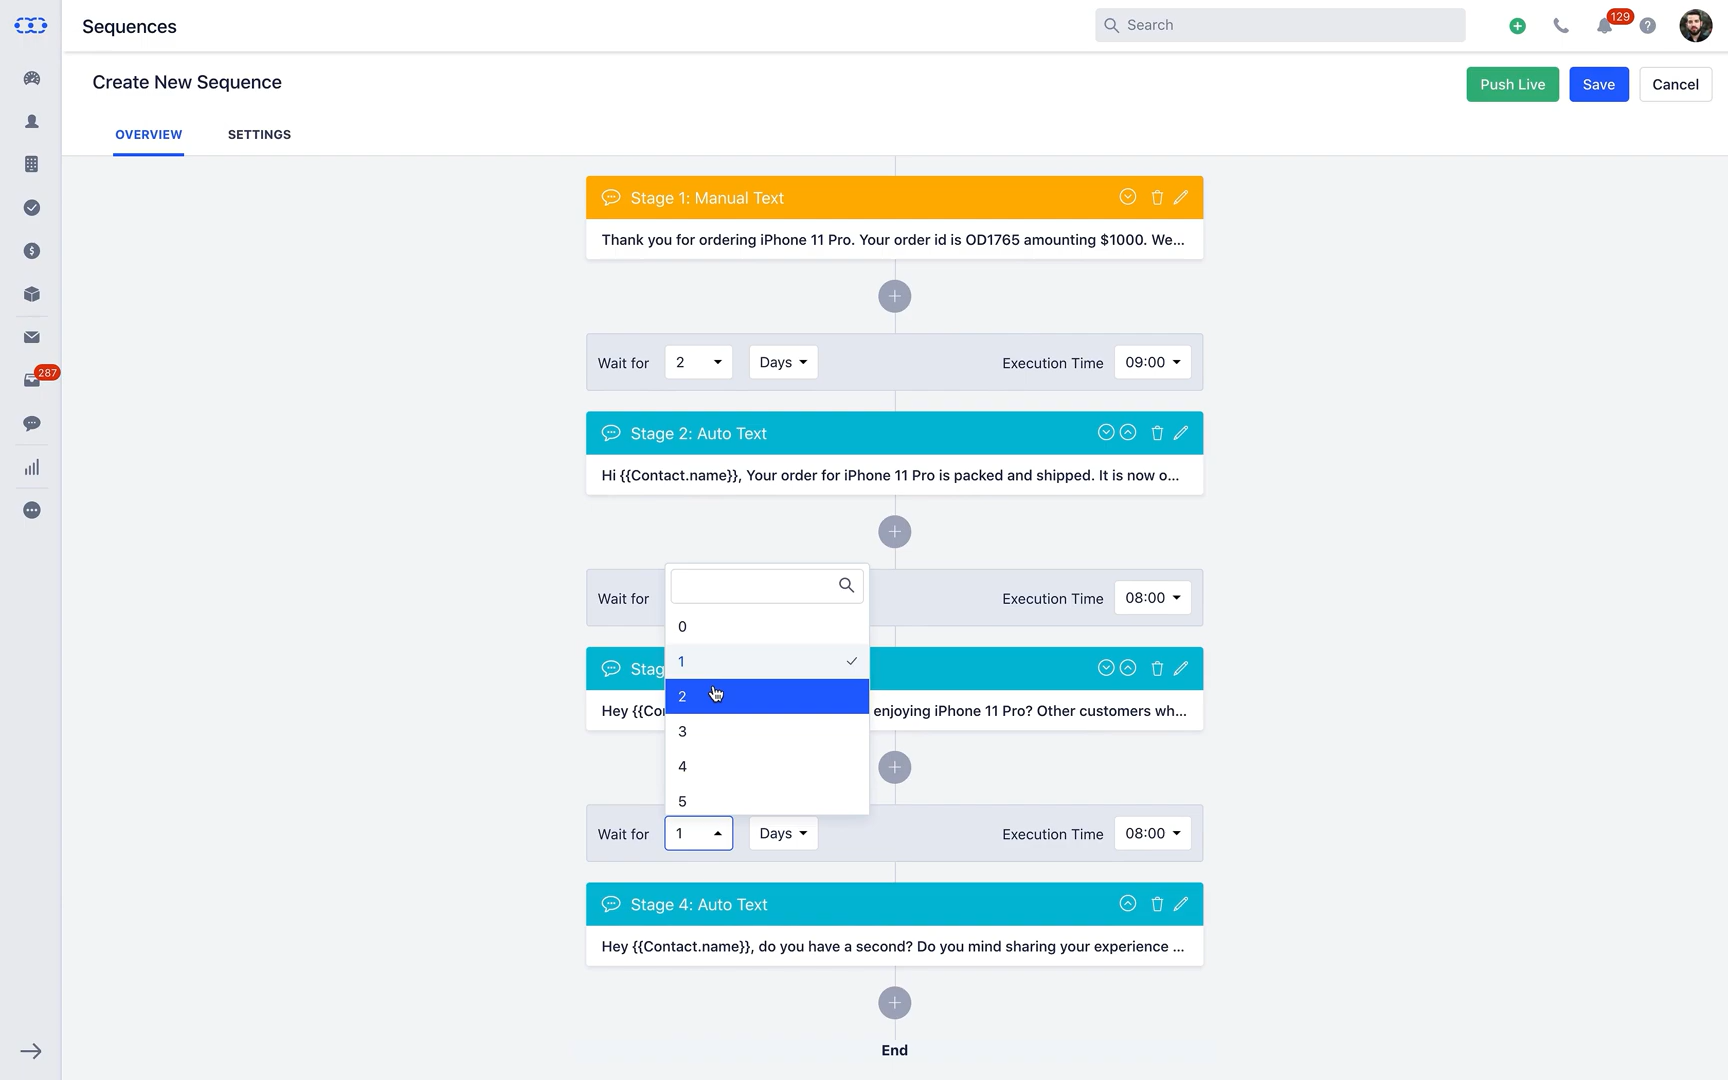 Sequences
Search
129
?
Create New Sequence
Push Live
Save
Cancel
OVERVIEW
SETTINGS
Stage 1: Manual Text
Thank you for ordering iPhone 11 Pro. Your order id is OD1765 amounting $1000. We...
Wait for
2
Days
Execution Time
09:00
287
Stage 2: Auto Text
Hi {{Contact.name}}, Your order for iPhone 11 Pro is packed and shipped. It is now o...
Wait for
Execution Time
08:00
0
1
2
3
4
5
Stag
Hey {{Co
enjoying iPhone 11 Pro? Other customers wh...
Wait for
1
Days
Execution Time
08:00
Stage 4: Auto Text
Hey {{Contact.name}}, do you have a second? Do you mind sharing your experience ...
End